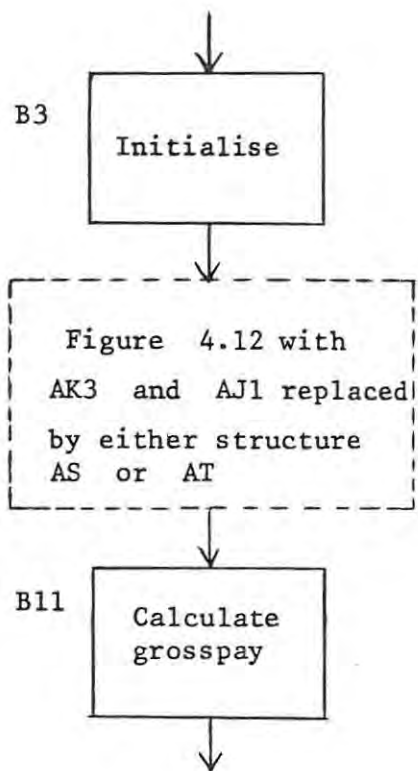 B3
Initialise
Figure 4.12 with
AK3 and AJ1 replaced
by either structure
AS or AT
B11
Calculate
grosspay